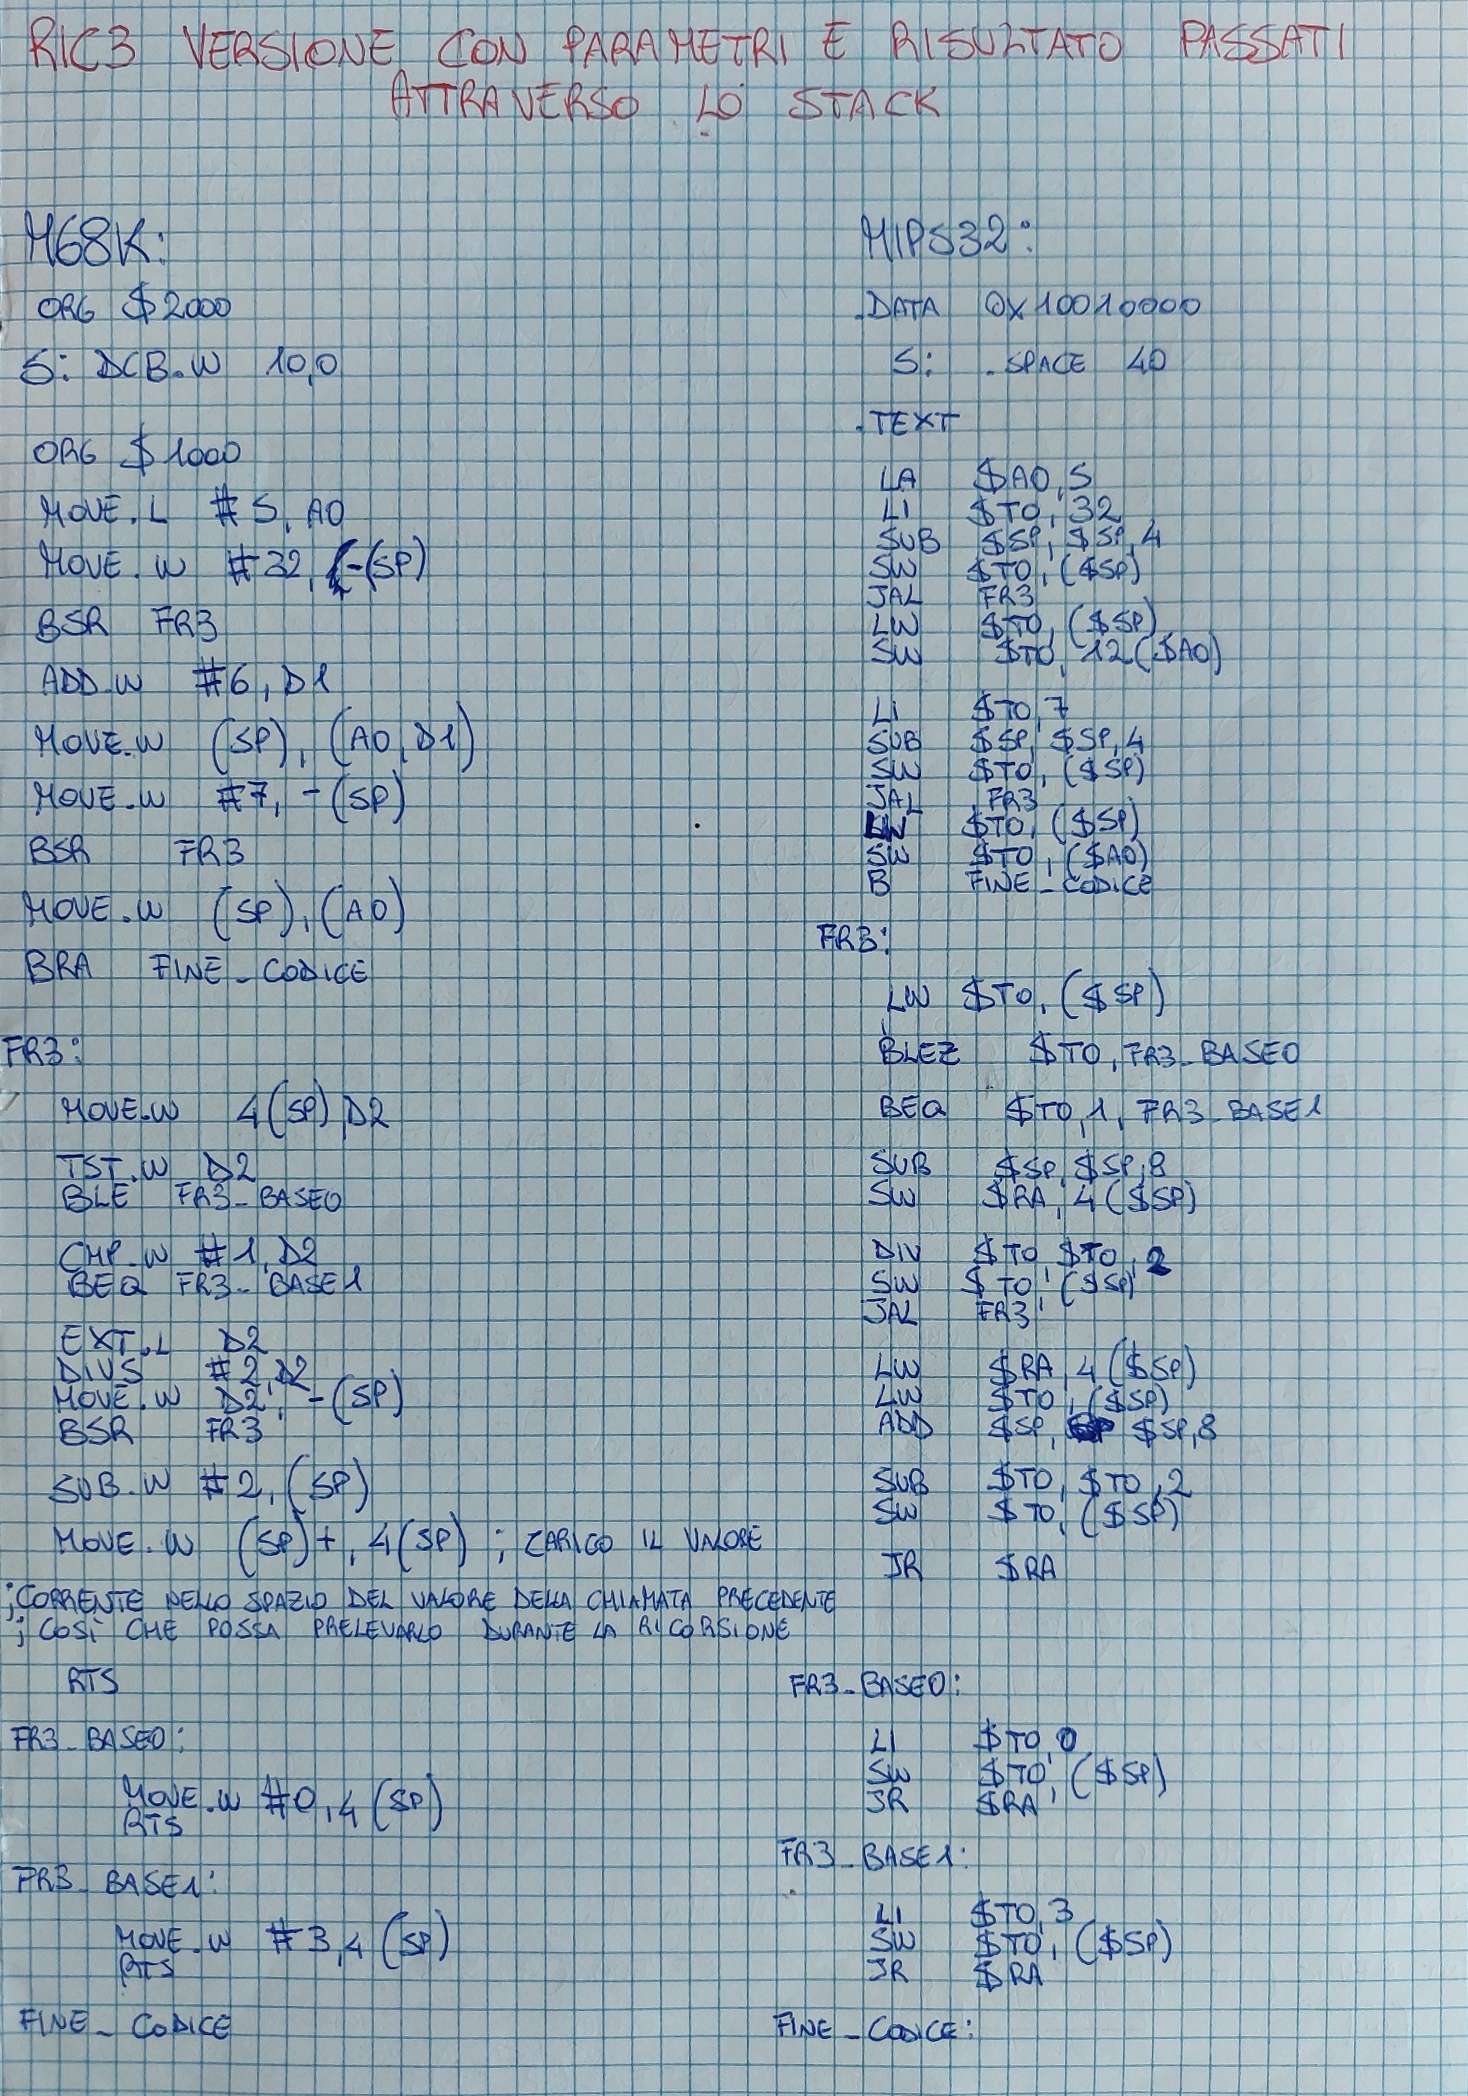 RIC3 VERSIONE CON PARAMETRI E RISULTATO PASSATI
ATTRAVERSO LO STACK
M68K:
ORG $2000
S: DCB.W 10,0
ORG $1000
MOVE.L #S, A0
MOVE.W #32, -(SP)
BSR FR3
ADD.W #6, D1
MOVE.W (SP), (A0,D1)
MOVE.W #7, -(SP)
BSR FR3
MOVE.W (SP), (A0)
BRA FINE_CODICE
FR3:
MOVE.W 4(SP), D2
TST.W D2
BLE FR3_BASE0
CMP.W #1, D2
BEQ FR3_BASE1
EXT.L D2
DIVS #2, D2
MOVE.W D2, -(SP)
BSR FR3
SUB.W #2, (SP)
MOVE.W (SP)+, 4(SP) ; CARICO IL VALORE
;CORRENTE NELLO SPAZIO DEL VALORE DELLA CHIAMATA PRECEDENTE
; COSÌ CHE POSSA PRELEVARLO DURANTE LA RICORSIONE
RTS
FR3_BASE0:
MOVE.W #0, 4(SP)
RTS
FR3_BASE1:
MOVE.W #3, 4(SP)
RTS
FINE_CODICE
MIPS32:
.DATA 0X10010000
S: .SPACE 40
.TEXT
LA $A0, S
LI $T0, 32
SUB $SP, $SP, 4
SW $T0, ($SP)
JAL FR3
LW $T0, ($SP)
SW $T0, 12($A0)
LI $T0, 7
SUB $SP, $SP, 4
SW $T0, ($SP)
JAL FR3
LW $T0, ($SP)
SW $T0, ($A0)
B FINE_CODICE
FR3:
LW $T0, ($SP)
BLEZ $T0, FR3_BASE0
BEQ $T0, 1, FR3_BASE1
SUB $SP, $SP, 8
SW $RA, 4($SP)
DIV $T0, $T0, 2
SW $T0, ($SP)
JAL FR3
LW $RA, 4($SP)
LW $T0, ($SP)
ADD $SP, $SP, 8
SUB $T0, $T0, 2
SW $T0, ($SP)
JR $RA
FR3_BASE0:
LI $T0, 0
SW $T0, ($SP)
JR $RA
FR3_BASE1:
LI $T0, 3
SW $T0, ($SP)
JR $RA
FINE_CODICE: